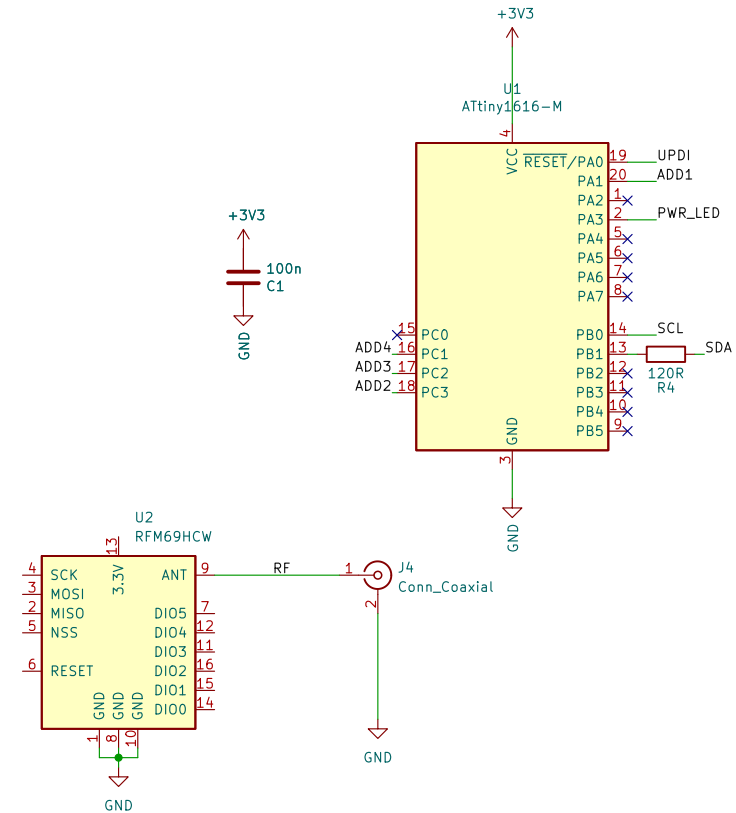 +3V3
U1
ATtiny1616-M
4
VCC
RESET/PA0 19 UPDI
PA1 20 ADD1
PA2 1
PA3 2 PWR_LED
PA4 5
PA5 6
PA6 7
PA7 8
+3V3
100n
C1
GND
15 PC0
ADD4 16 PC1
ADD3 17 PC2
ADD2 18 PC3
PB0 14 SCL
PB1 13 SDA
120R
R4
PB2 12
PB3 11
PB4 10
PB5 9
GND
3
GND
U2
RFM69HCW
13
3.3V
4 SCK
3 MOSI
2 MISO
5 NSS
6 RESET
ANT 9 RF 1
J4
Conn_Coaxial
2
GND
DIO5 7
DIO4 12
DIO3 11
DIO2 16
DIO1 15
DIO0 14
GND GND GND
1 8 10
GND